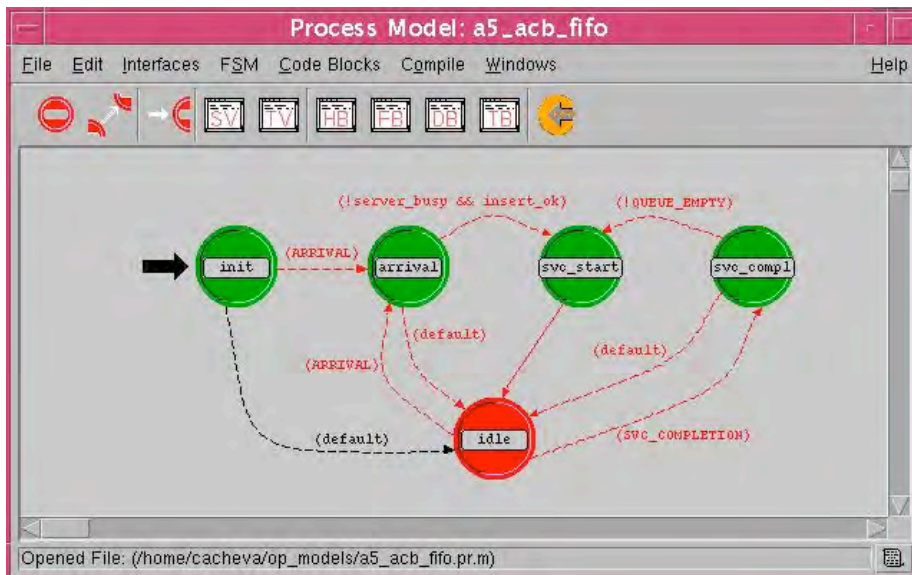 Process Model: a5_acb_fifo
File Edit Interfaces FSM Code Blocks Compile Windows Help
SV TV HB FB DB TB
(!server_busy && insert_ok) (!QUEUE_EMPTY)
(ARRIVAL)
init arrival svc_start svc_compl
(default)
(default)
(ARRIVAL)
(default) idle (SVC_COMPLETION)
Opened File: (/home/cacheva/op_models/a5_acb_fifo.pr.m)